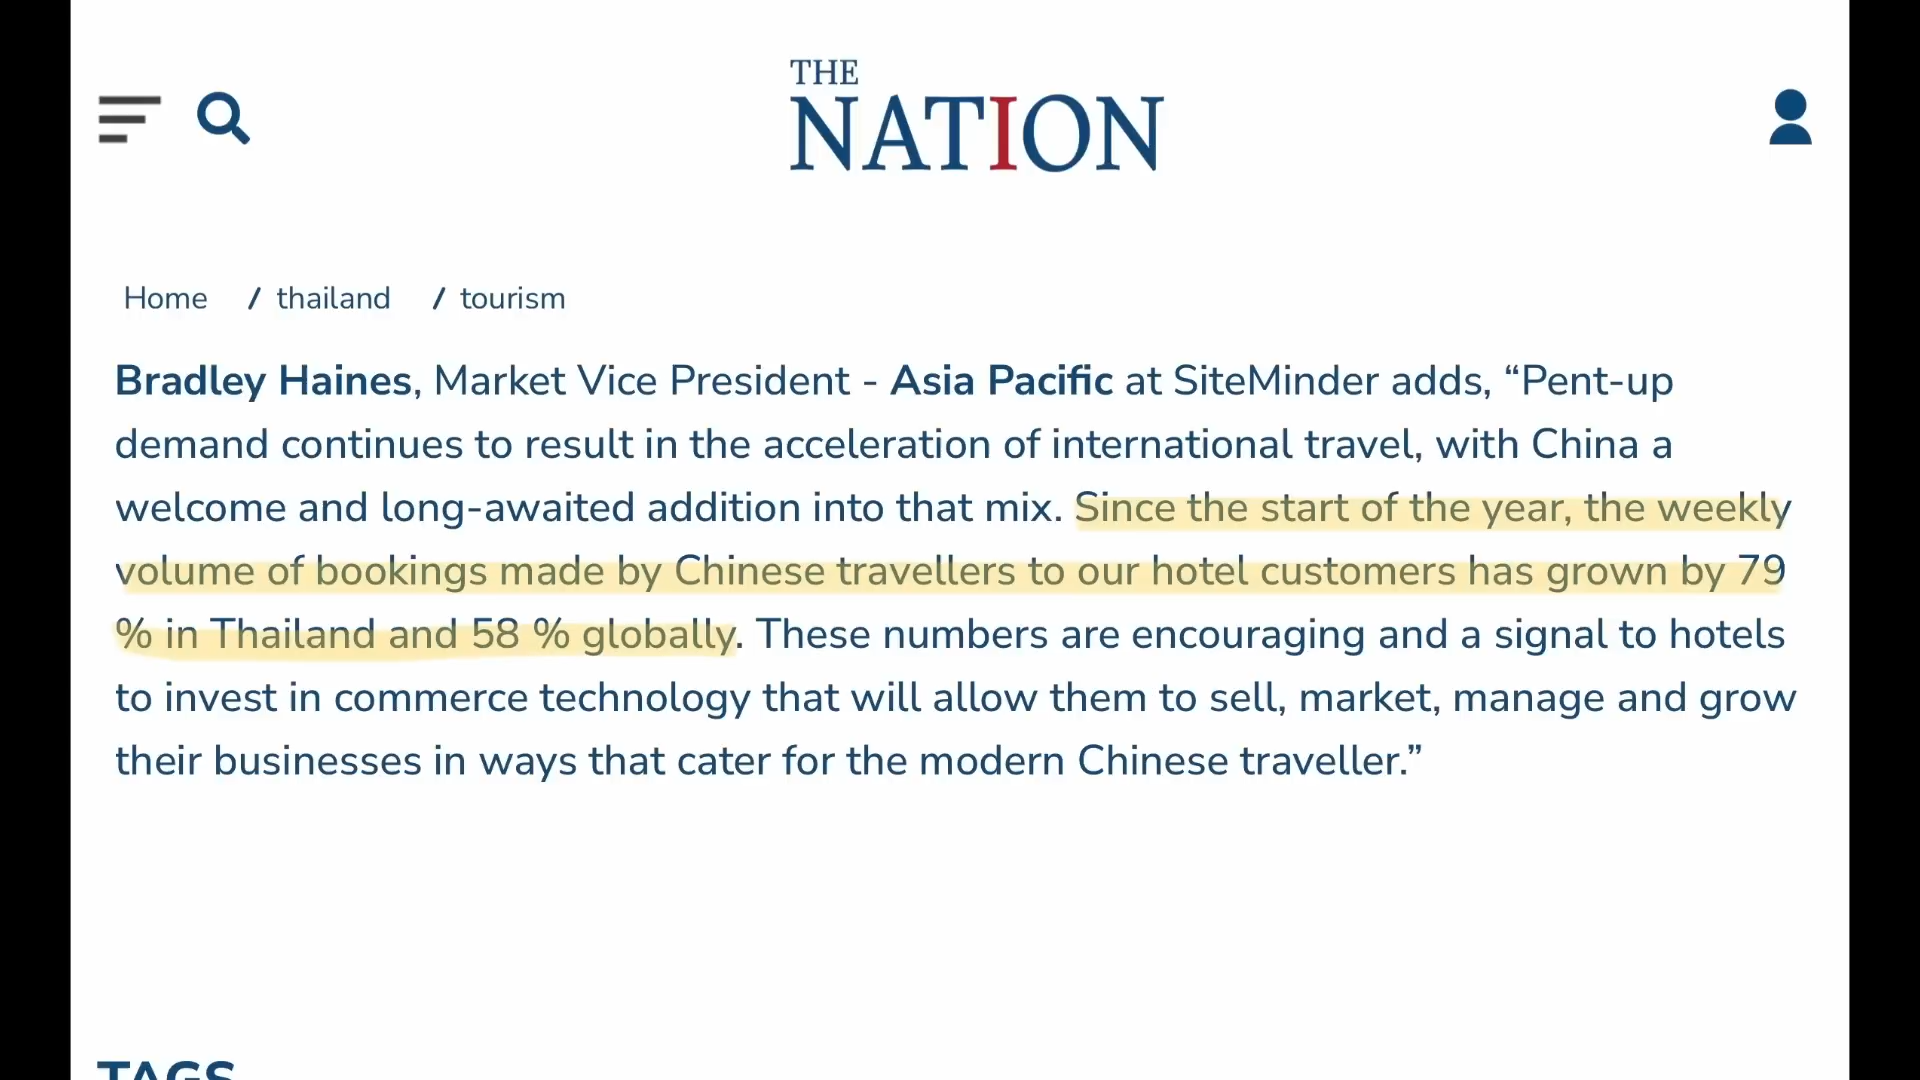 THE
NATION
Home / thailand / tourism
Bradley Haines, Market Vice President - Asia Pacific at SiteMinder adds, “Pent-up
demand continues to result in the acceleration of international travel, with China a
welcome and long-awaited addition into that mix. Since the start of the year, the weekly
volume of bookings made by Chinese travellers to our hotel customers has grown by 79
% in Thailand and 58 % globally. These numbers are encouraging and a signal to hotels
to invest in commerce technology that will allow them to sell, market, manage and grow
their businesses in ways that cater for the modern Chinese traveller.”
TAGS